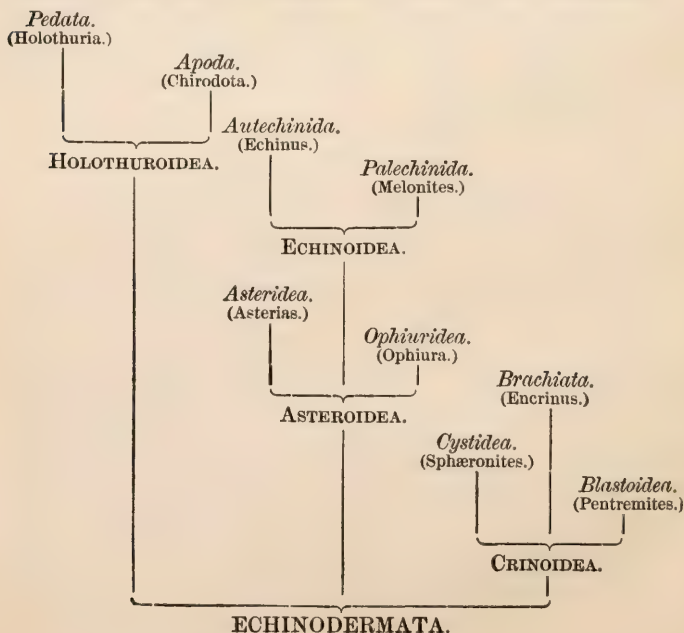 Pedata.
(Holothuria.)
Apoda.
(Chirodota.)
Autechinida.
(Echinus.)
HOLOTHUROIDEA.
Palechinida.
(Melonites.)
ECHINOIDEA.
Asteridea.
(Asterias.)
Ophiuridea.
(Ophiura.)
Brachiata.
(Encrinus.)
ASTEROIDEA.
Cystidea.
(Sphæronites.)
Blastoidea.
(Pentremites.)
CRINOIDEA.
ECHINODERMATA.